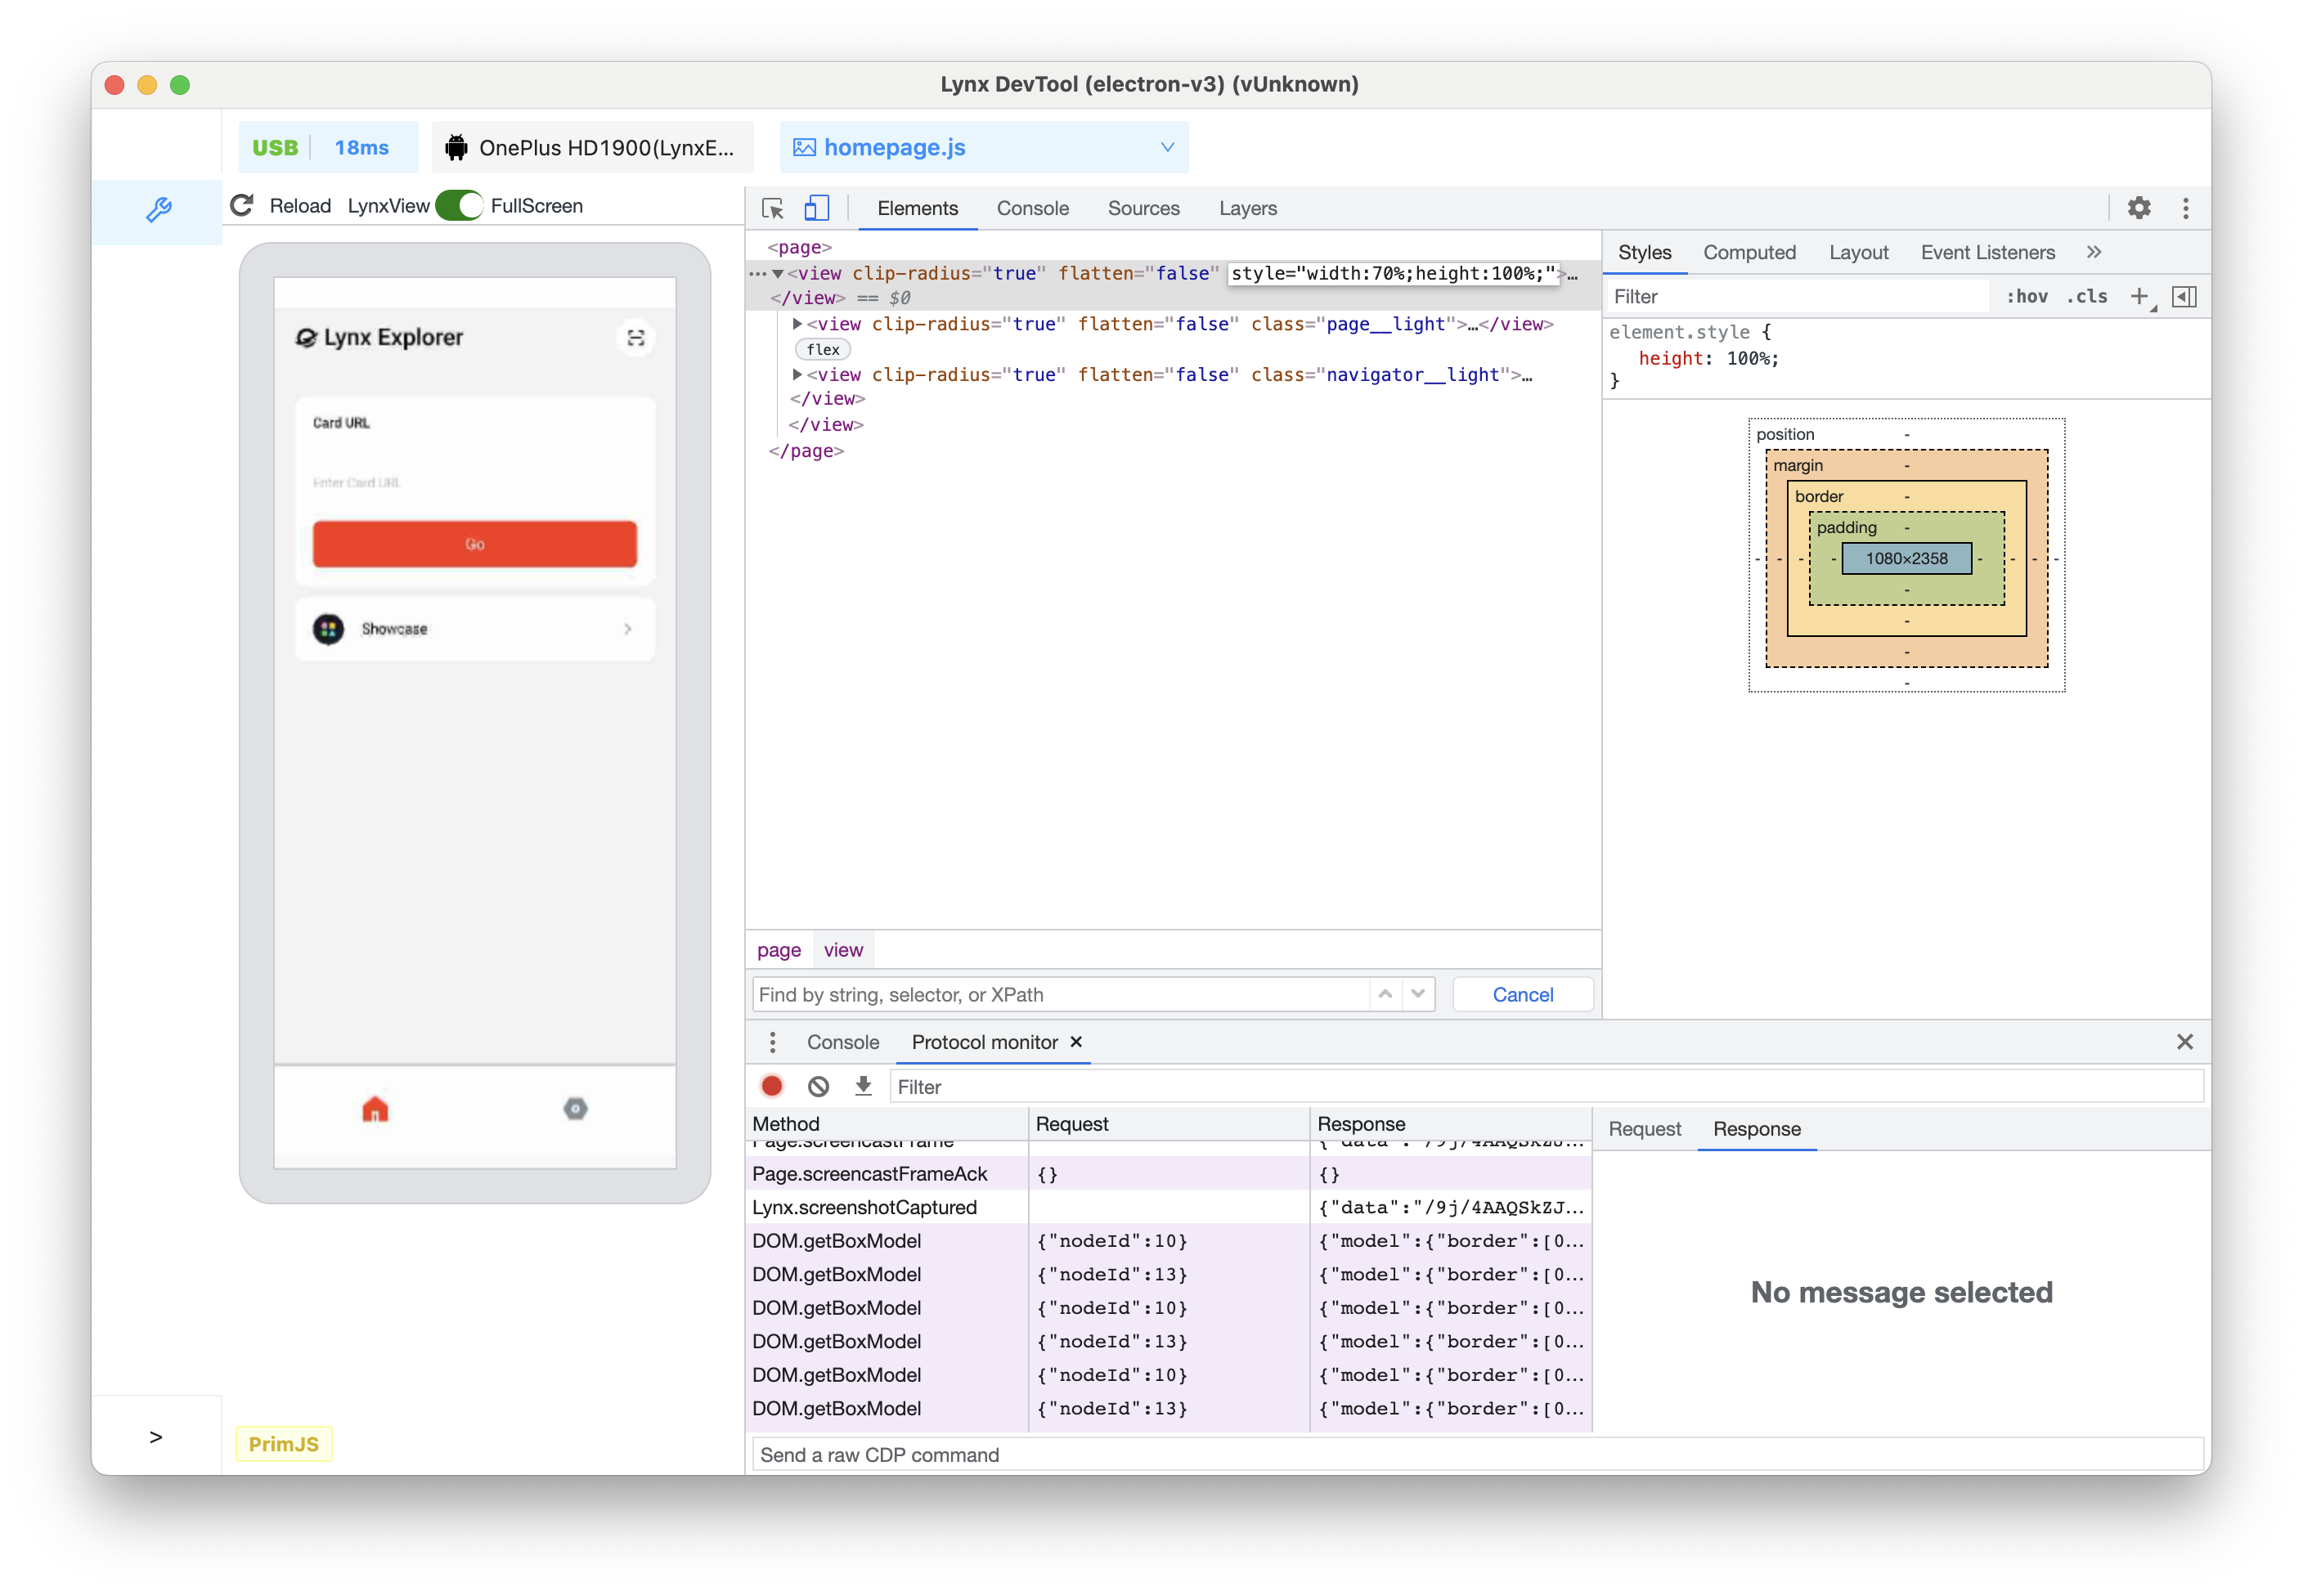 Lynx DevTool (electron-v3) (vUnknown)
USB 18ms OnePlus HD1900(LynxE... homepage.js
Reload LynxView FullScreen
Elements Console Sources Layers
Lynx Explorer
Card URL
Enter Card URL
Go
Showcase
<page>
<view clip-radius="true" flatten="false" style="width:70%;height:100%;">…
</view> == $0
<view clip-radius="true" flatten="false" class="page__light">…</view>
flex
<view clip-radius="true" flatten="false" class="navigator__light">…
</view>
</view>
</page>
Styles Computed Layout Event Listeners
Filter :hov .cls
element.style {
height: 100%;
}
position -
margin -
border -
padding -
- - - - 1080×2358 - - - -
-
-
-
-
page view
Find by string, selector, or XPath Cancel
Console Protocol monitor
Filter
Method Request Response
Page.screencastFrame {"data":"/9j/4AAQSkZJ...
Page.screencastFrameAck {} {}
Lynx.screenshotCaptured {"data":"/9j/4AAQSkZJ...
DOM.getBoxModel {"nodeId":10} {"model":{"border":[0...
DOM.getBoxModel {"nodeId":13} {"model":{"border":[0...
DOM.getBoxModel {"nodeId":10} {"model":{"border":[0...
DOM.getBoxModel {"nodeId":13} {"model":{"border":[0...
DOM.getBoxModel {"nodeId":10} {"model":{"border":[0...
DOM.getBoxModel {"nodeId":13} {"model":{"border":[0...
Request Response
No message selected
Send a raw CDP command
>
PrimJS